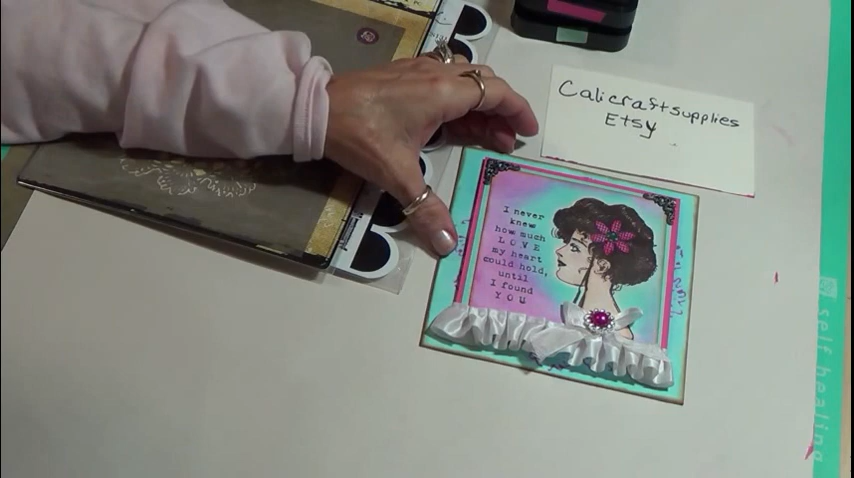 Calicraftsupplies
Etsy
I never
knew
how much
LOVE
my heart
could hold,
until
I found
YOU
self healing